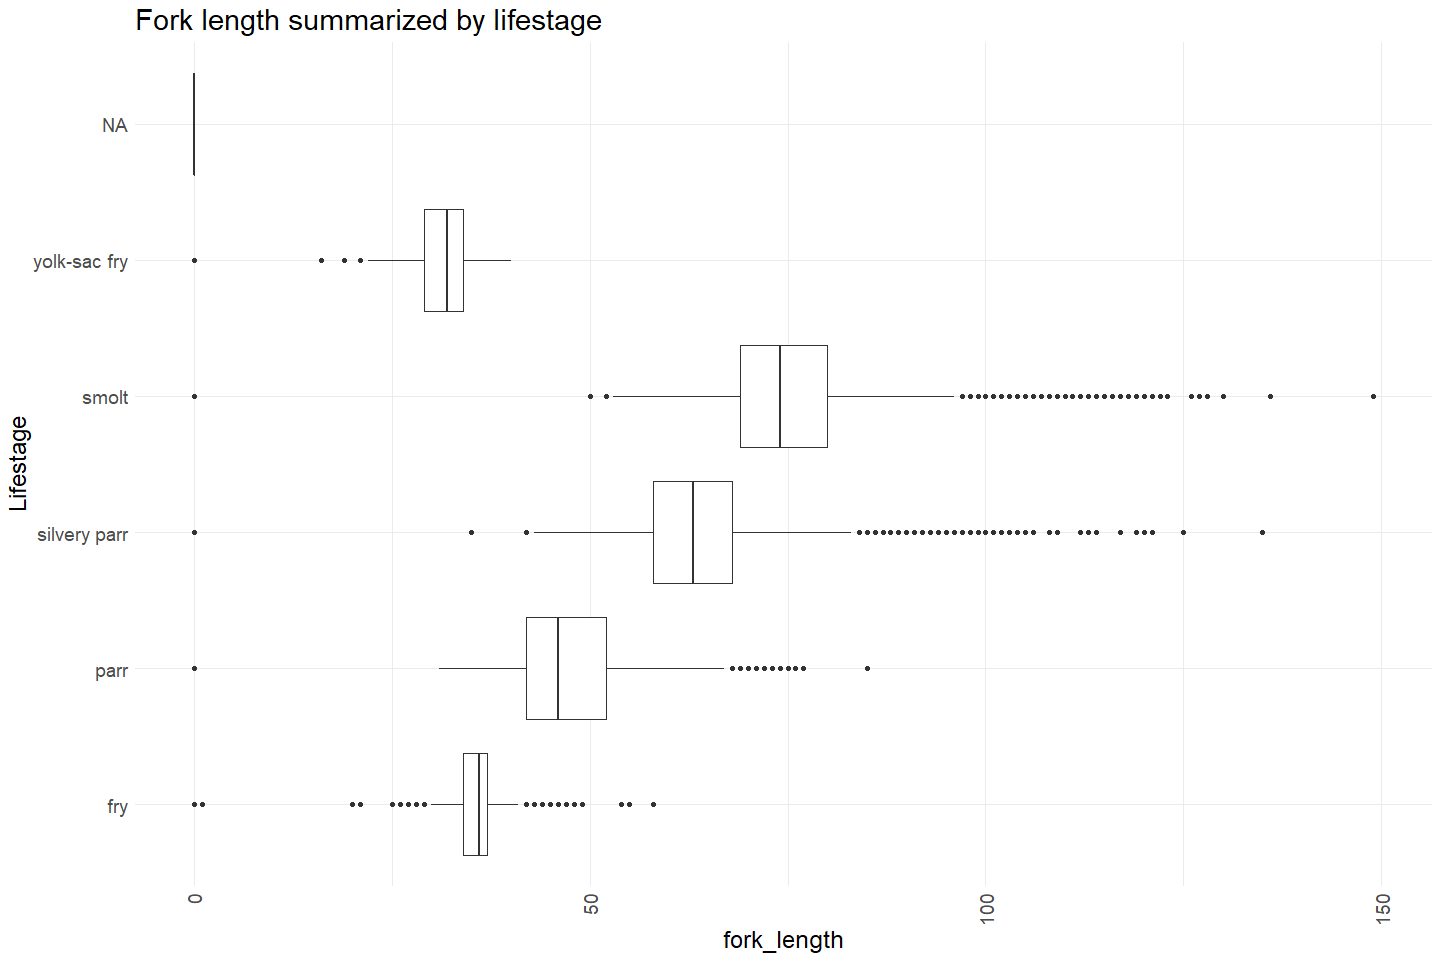 Fork length summarized by lifestage
NA
yolk-sac fry
smolt
silvery parr
parr
fry
Lifestage
0
50
100
150
fork_length